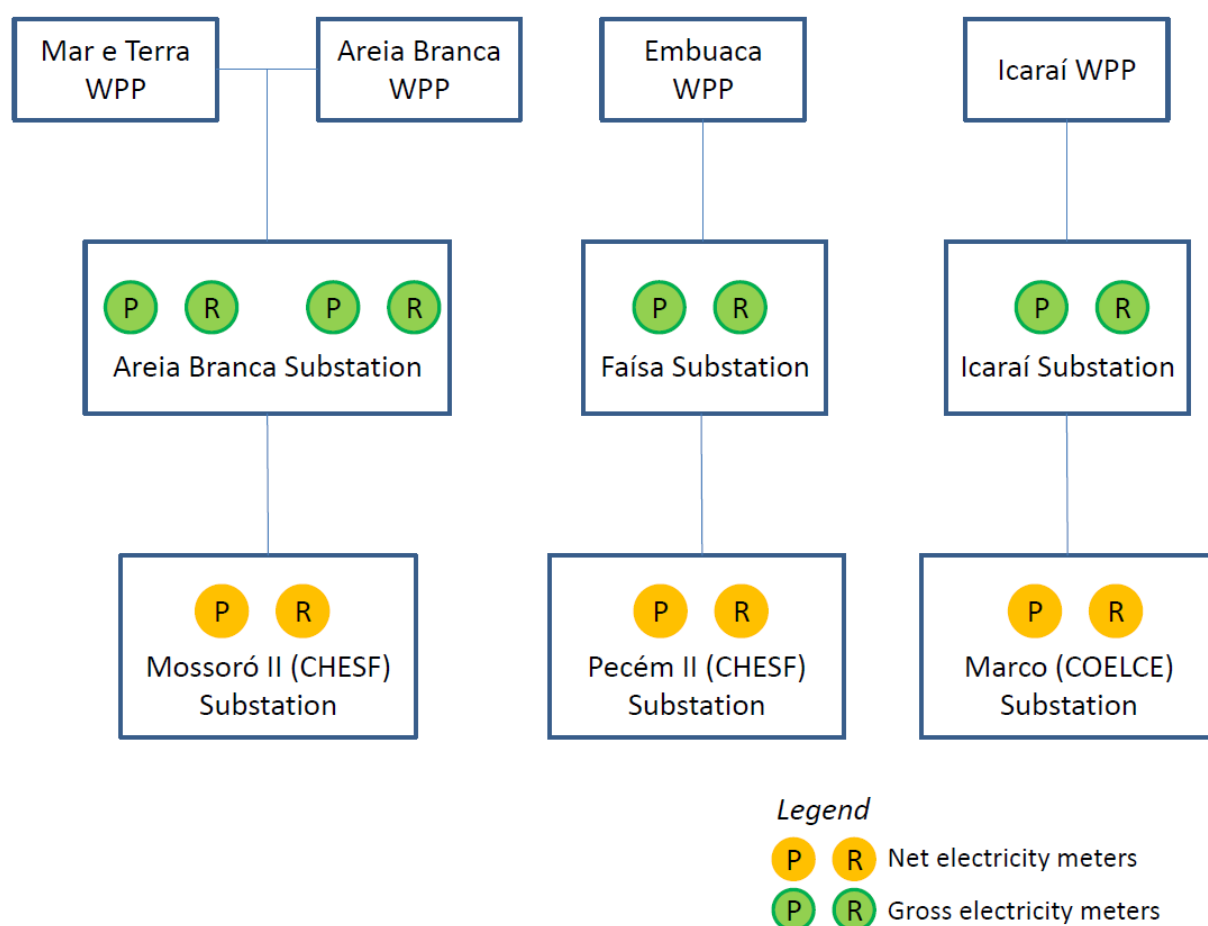 Mar e Terra
WPP
Areia Branca
WPP
Embuaca
WPP
Icaraí WPP
P R P R
Areia Branca Substation
P R
Faísa Substation
P R
Icaraí Substation
P R
Mossoró II (CHESF)
Substation
P R
Pecém II (CHESF)
Substation
P R
Marco (COELCE)
Substation
Legend
P R Net electricity meters
P R Gross electricity meters